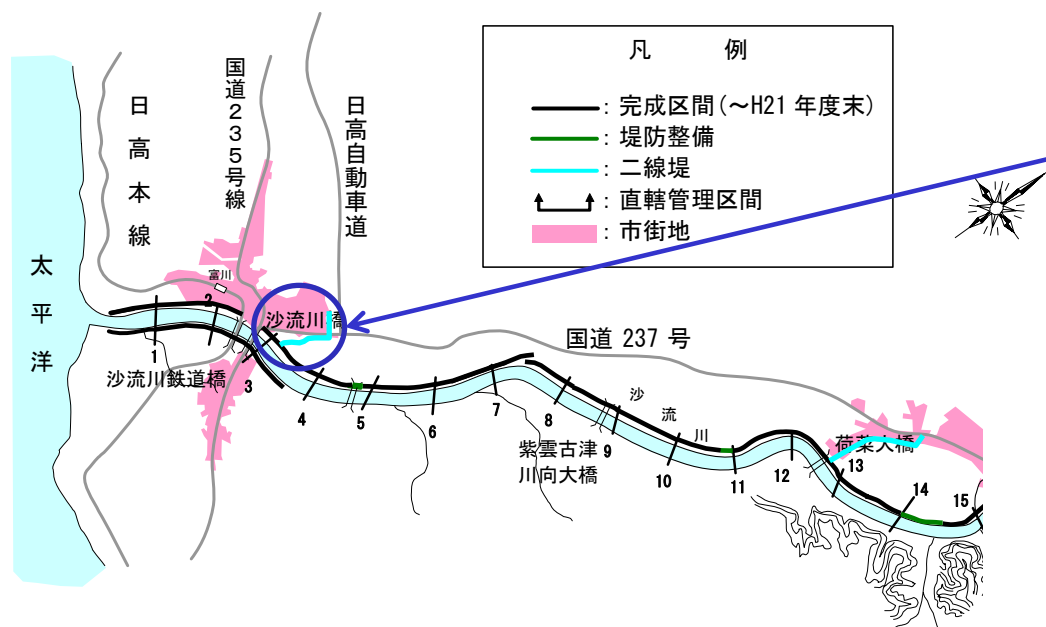 凡　例
: 完成区間(～H21 年度末)
: 堤防整備
: 二線堤
: 直轄管理区間
: 市街地
日高本線
国道２３５号線
日高自動車道
太平洋
富川
沙流川橋
国道 237 号
沙流川鉄道橋
沙流川
紫雲古津
川向大橋
荷菜大橋
1
2
3
4
5
6
7
8
9
10
11
12
13
14
15